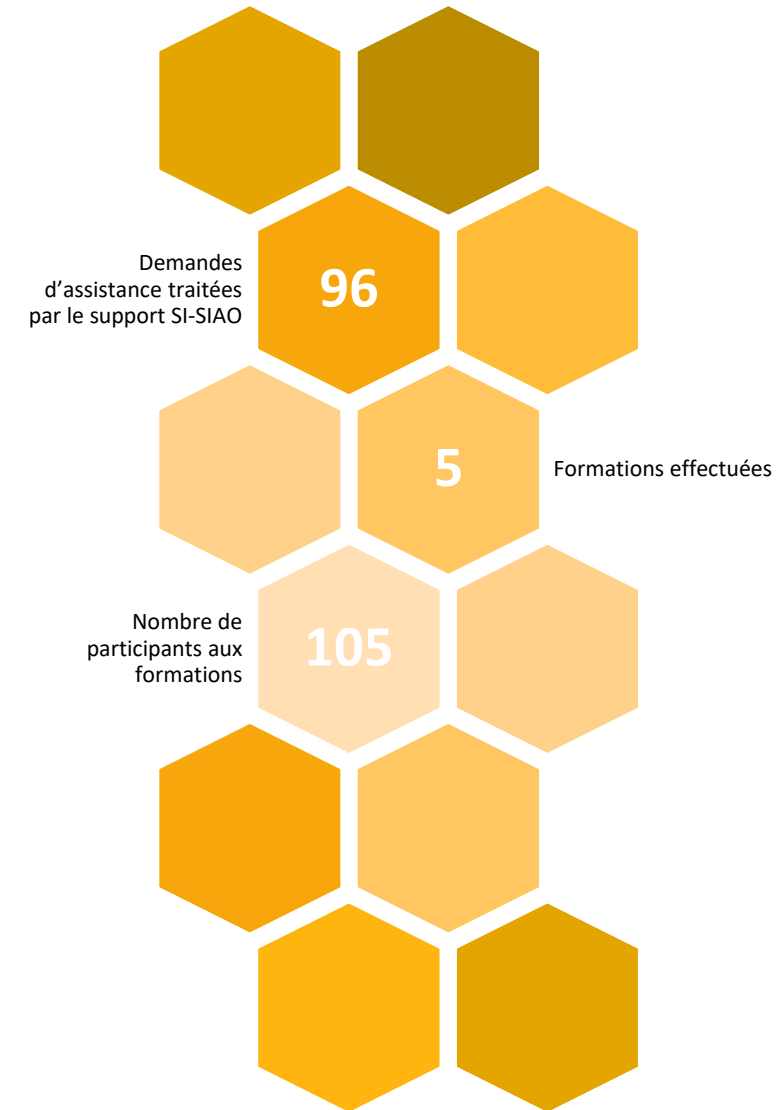 Demandes
d’assistance traitées
par le support SI-SIAO
96
5
Formations effectuées
Nombre de
participants aux
formations
105